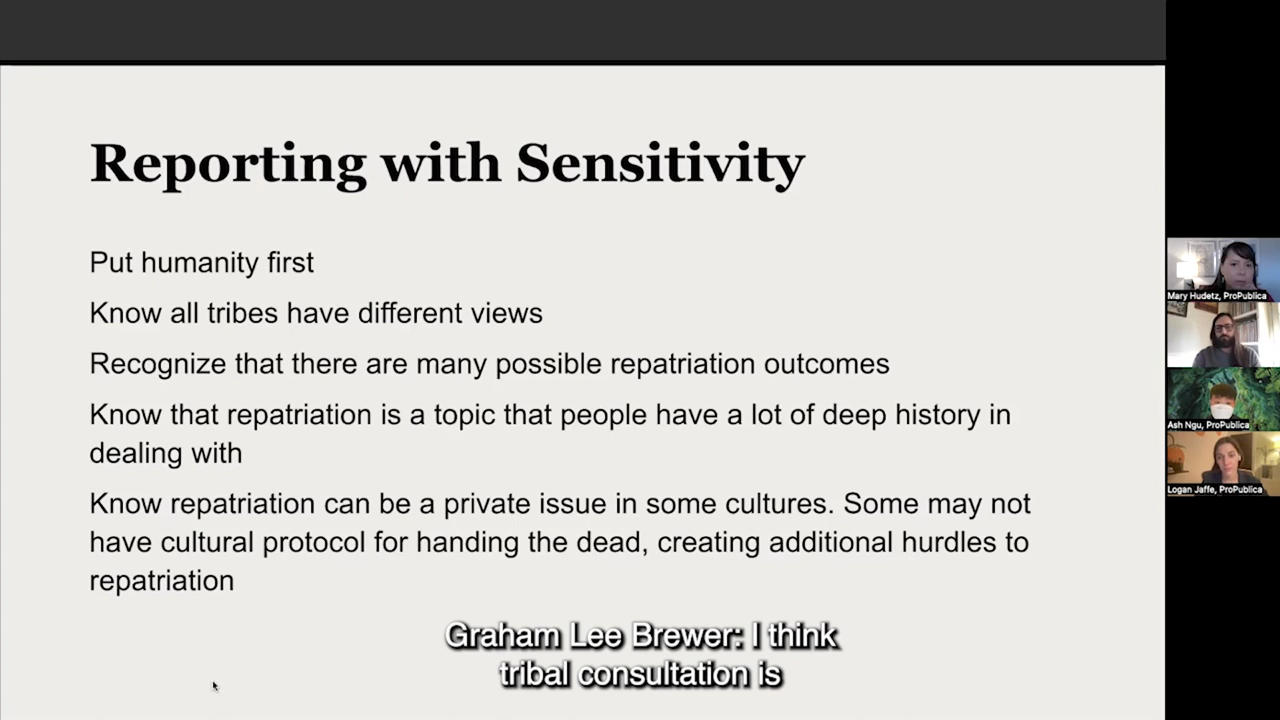 Reporting with Sensitivity
Put humanity first
Know all tribes have different views
Recognize that there are many possible repatriation outcomes
Know that repatriation is a topic that people have a lot of deep history in
dealing with
Know repatriation can be a private issue in some cultures. Some may not
have cultural protocol for handing the dead, creating additional hurdles to
repatriation
Graham Lee Brewer: I think
tribal consultation is
Mary Hudetz, ProPublica
Ash Ngu, ProPublica
Logan Jaffe, ProPublica